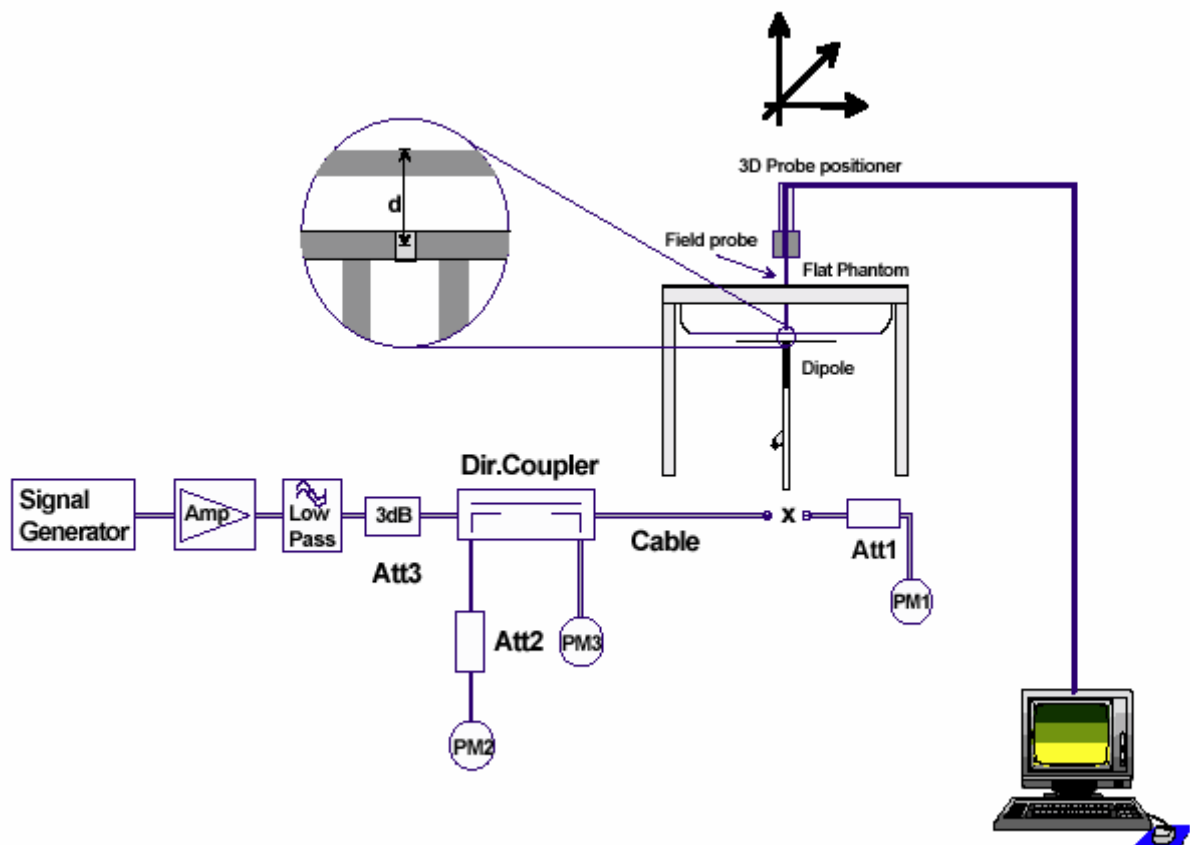 3D Probe positioner
d
Field probe
Flat Phantom
Dipole
Dir.Coupler
Signal
Generator
Amp
Low
Pass
3dB
Att3
Cable
x
Att1
PM1
Att2
PM3
PM2